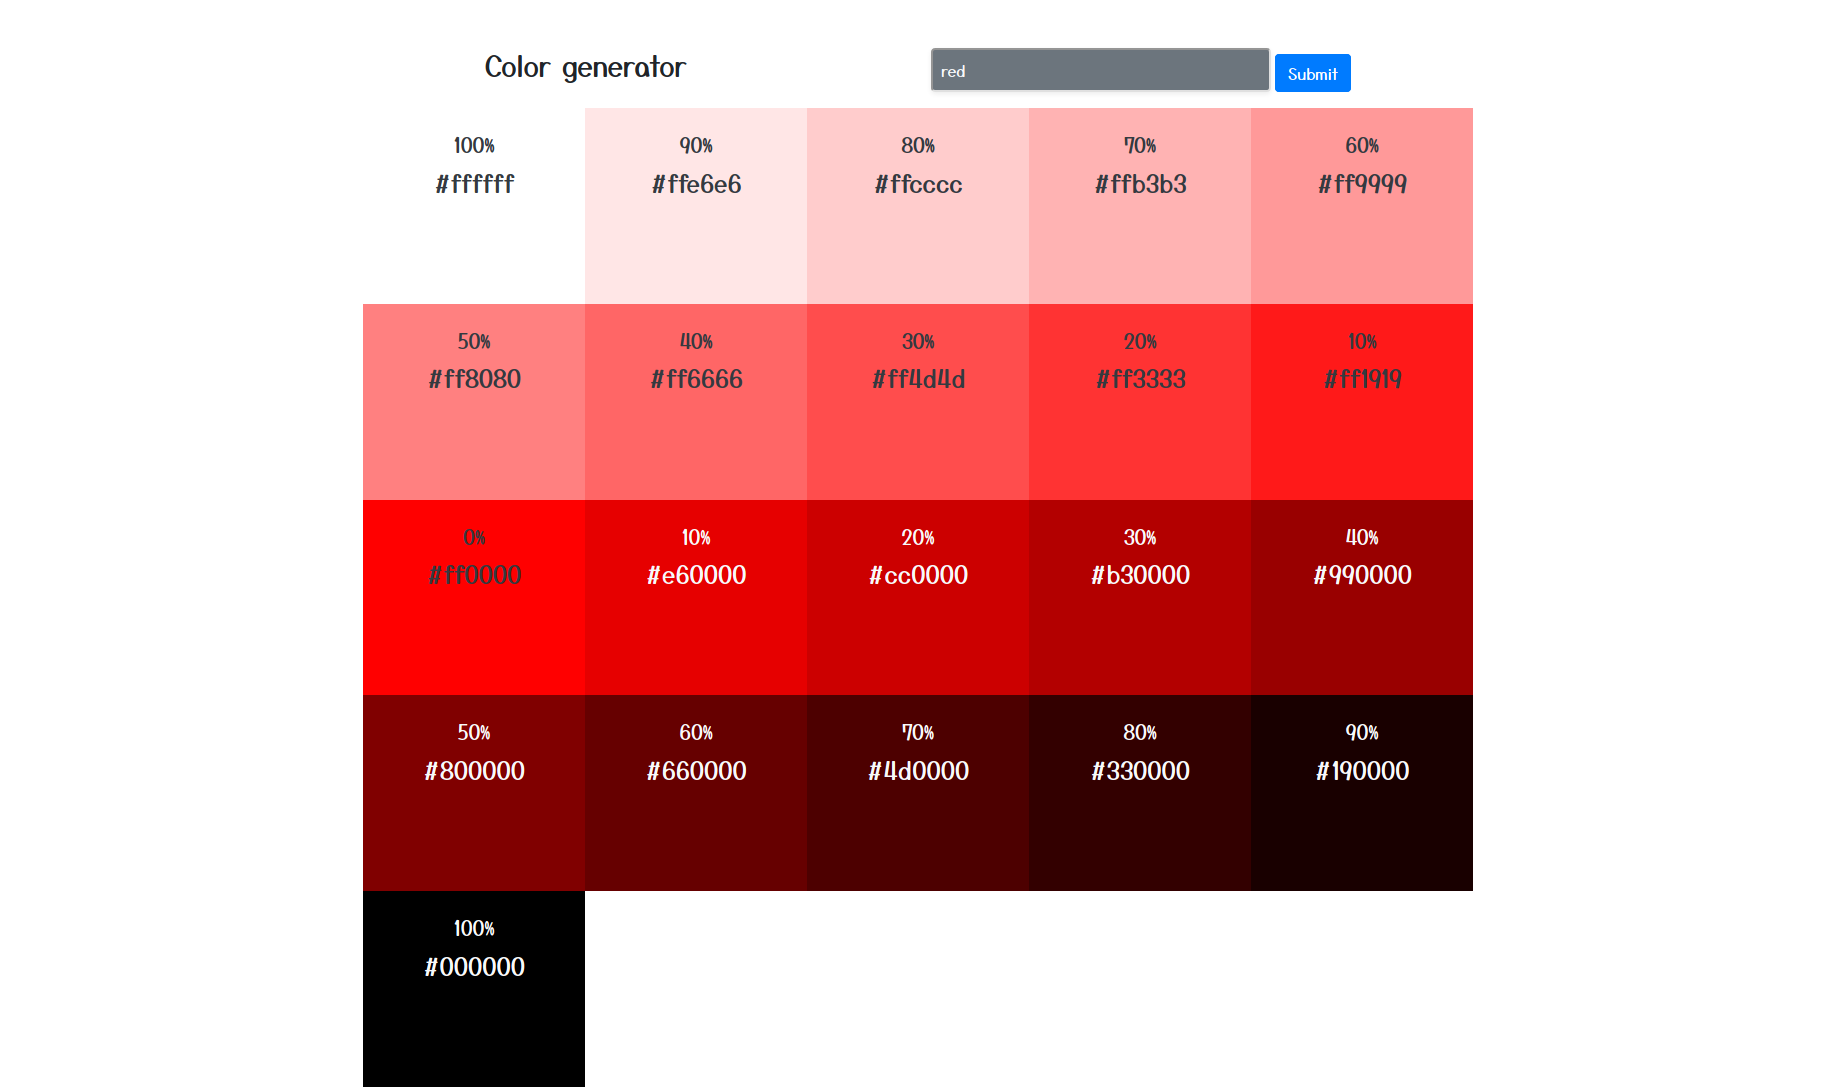 Color generator
red
Submit
100%
#ffffff
90%
#ffe6e6
80%
#ffcccc
70%
#ffb3b3
60%
#ff9999
50%
#ff8080
40%
#ff6666
30%
#ff4d4d
20%
#ff3333
10%
#ff1919
0%
#ff0000
10%
#e60000
20%
#cc0000
30%
#b30000
40%
#990000
50%
#800000
60%
#660000
70%
#4d0000
80%
#330000
90%
#190000
100%
#000000